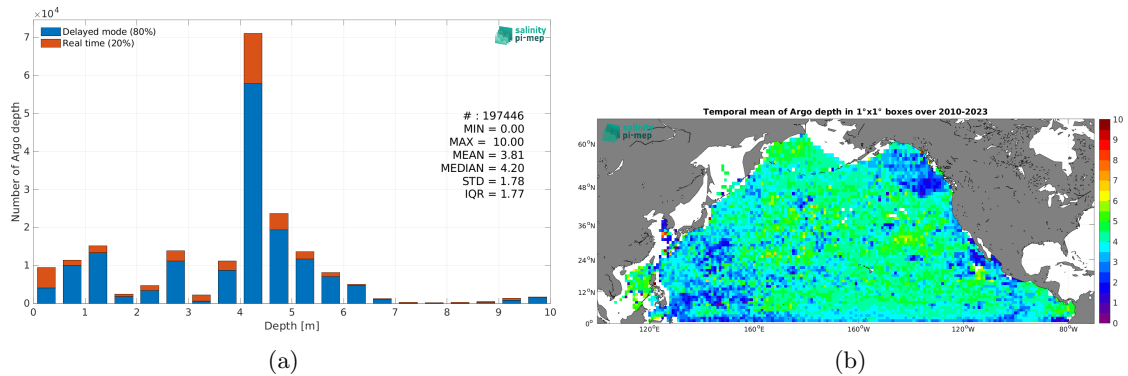 ×10⁴
Delayed mode (80%)
Real time (20%)
salinity
pi-mep
7
6
5
4
3
2
1
0
Number of Argo depth
# : 197446
MIN = 0.00
MAX = 10.00
MEAN = 3.81
MEDIAN = 4.20
STD = 1.78
IQR = 1.77
0 1 2 3 4 5 6 7 8 9 10
Depth [m]
(a)
Temporal mean of Argo depth in 1°x1° boxes over 2010-2023
salinity
pi-mep
60°N
48°N
36°N
24°N
12°N
0°
120°E 160°E 160°W 120°W 80°W
10
9
8
7
6
5
4
3
2
1
0
(b)